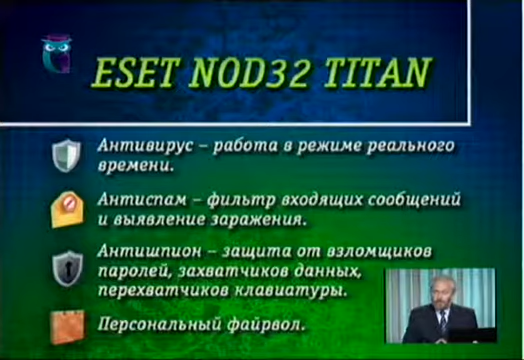 ESET NOD32 TITAN
Антивирус – работа в режиме реального
времени.
Антиспам – фильтр входящих сообщений
и выявление заражения.
Антишпион – защита от взломщиков
паролей, захватчиков данных,
перехватчиков клавиатуры.
Персональный файрвол.